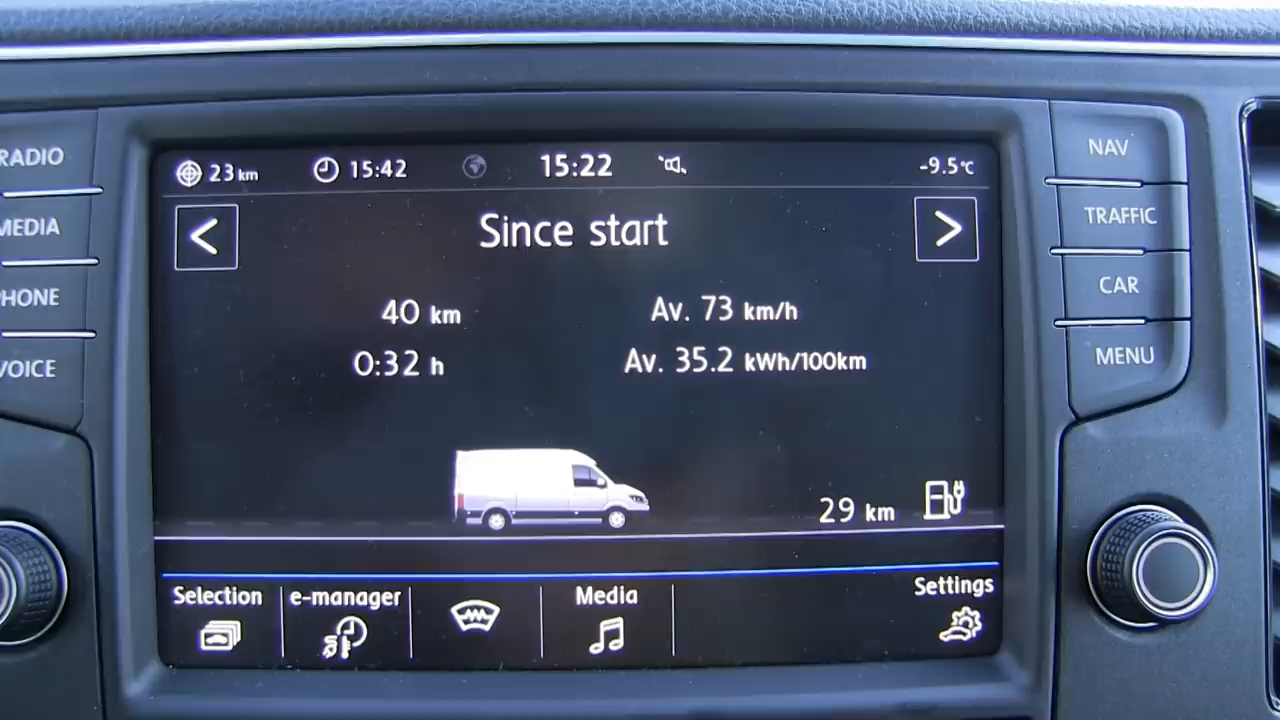 RADIO
MEDIA
PHONE
VOICE
23 km 15:42 15:22 -9.5°C
< Since start >
40 km Av. 73 km/h
0:32 h Av. 35.2 kWh/100km
29 km
Selection e-manager Media Settings
NAV
TRAFFIC
CAR
MENU